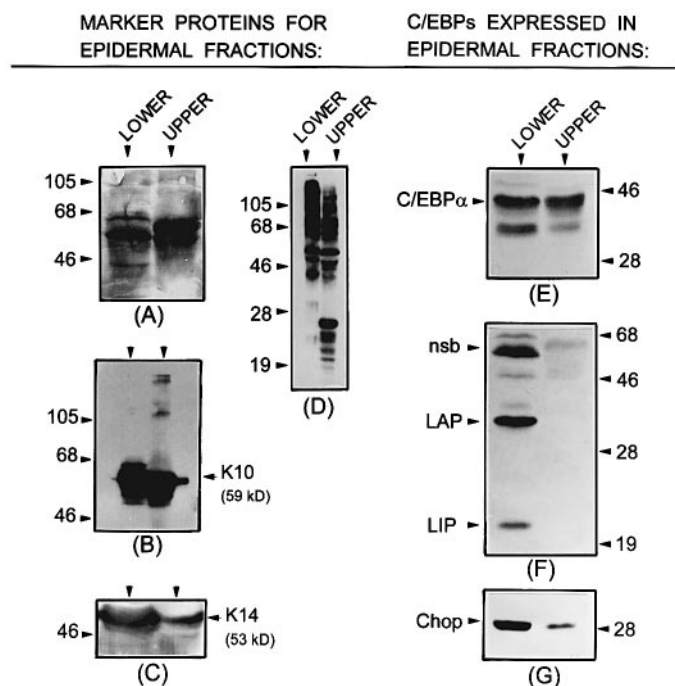 MARKER PROTEINS FOR
EPIDERMAL FRACTIONS:
C/EBPs EXPRESSED IN
EPIDERMAL FRACTIONS:
LOWER
UPPER
105
68
46
(A)
105
68
46
K10
(59 kD)
(B)
46
K14
(53 kD)
(C)
LOWER
UPPER
105
68
46
28
19
(D)
LOWER
UPPER
C/EBPα
46
28
(E)
nsb
LAP
LIP
68
46
28
19
(F)
Chop
28
(G)